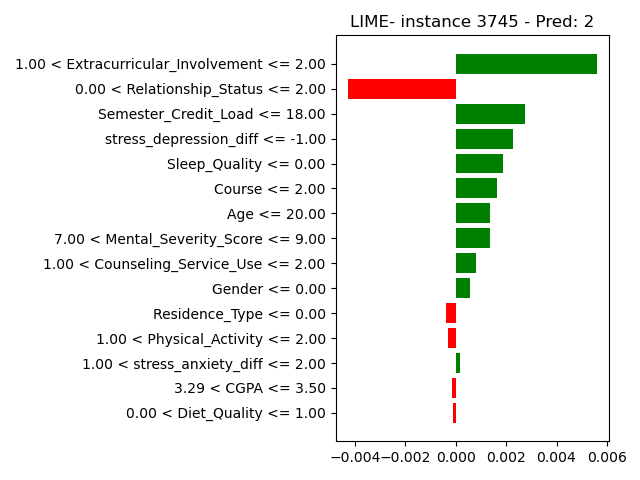 LIME- instance 3745 - Pred: 2
1.00 < Extracurricular_Involvement <= 2.00
0.00 < Relationship_Status <= 2.00
Semester_Credit_Load <= 18.00
stress_depression_diff <= -1.00
Sleep_Quality <= 0.00
Course <= 2.00
Age <= 20.00
7.00 < Mental_Severity_Score <= 9.00
1.00 < Counseling_Service_Use <= 2.00
Gender <= 0.00
Residence_Type <= 0.00
1.00 < Physical_Activity <= 2.00
1.00 < stress_anxiety_diff <= 2.00
3.29 < CGPA <= 3.50
0.00 < Diet_Quality <= 1.00
−0.004 −0.002 0.000 0.002 0.004 0.006